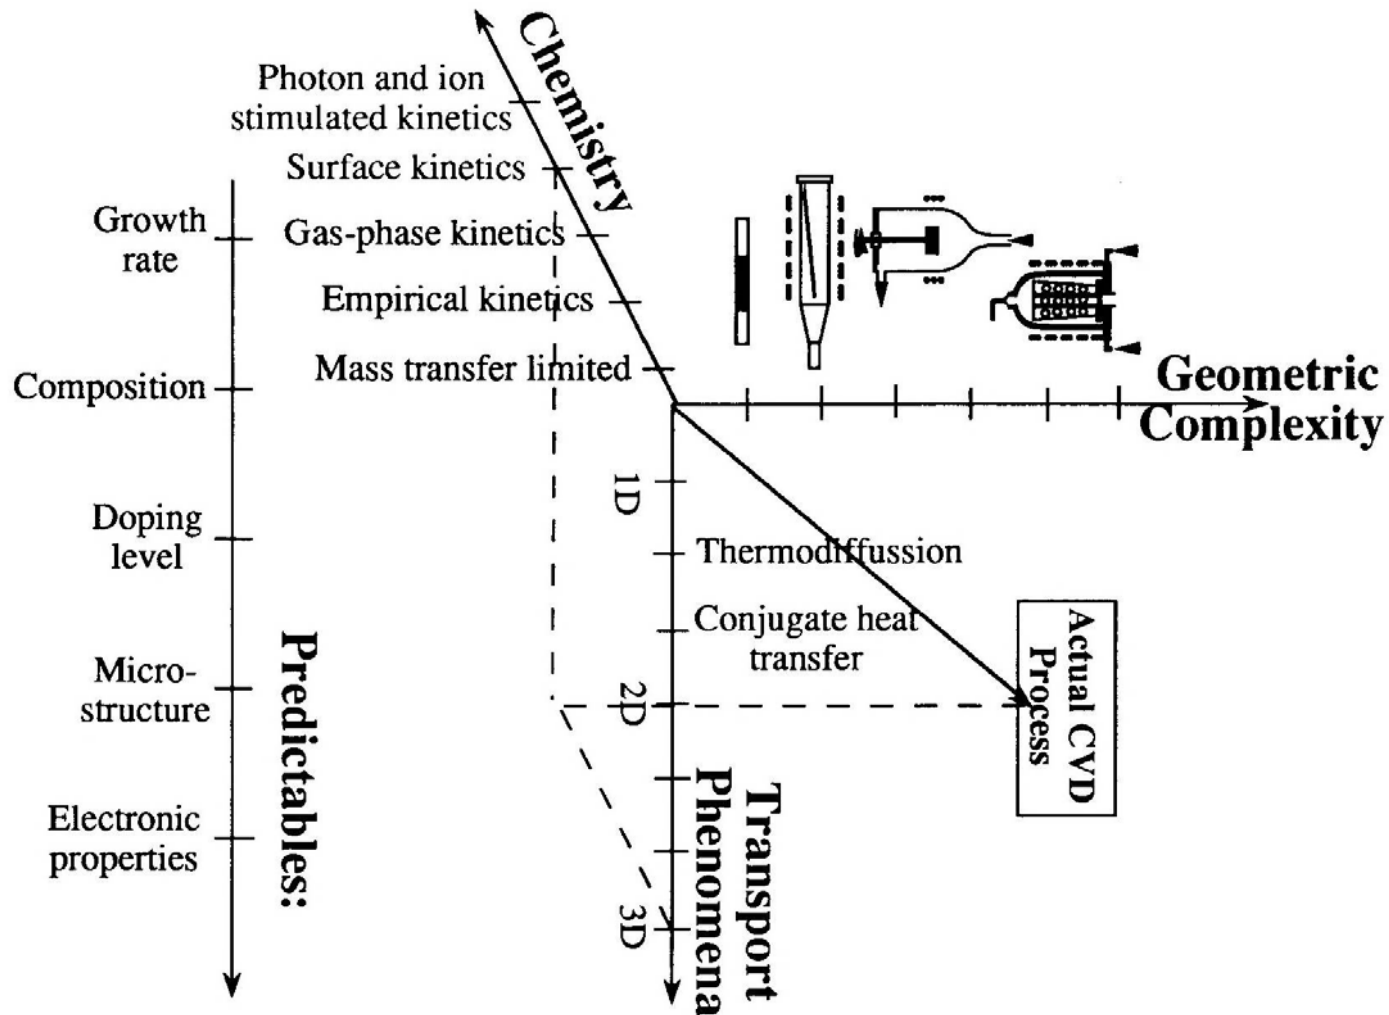 Chemistry
Photon and ion
stimulated kinetics
Surface kinetics
Gas-phase kinetics
Empirical kinetics
Mass transfer limited
Geometric
Complexity
Growth
rate
Composition
Doping
level
Micro-
structure
Electronic
properties
Predictables::
1D
Thermodiffussion
Conjugate heat
transfer
2D
3D
Transport
Phenomena
Actual CVD
Process